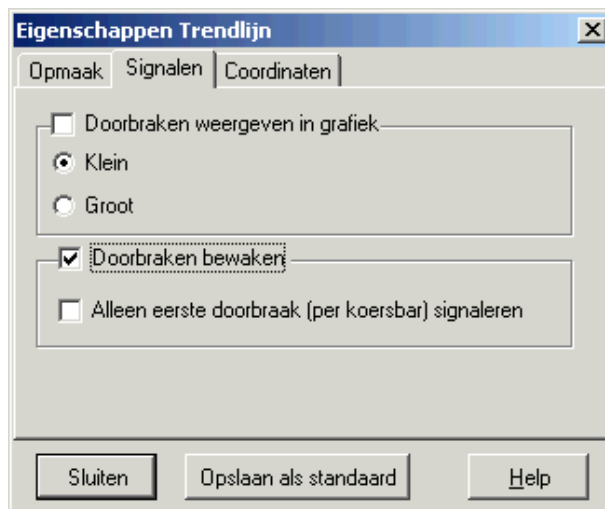 Eigenschappen Trendlijn
Opmaak Signalen Coordinaten
Doorbraken weergeven in grafiek
Klein
Groot
Doorbraken bewaken
Alleen eerste doorbraak (per koersbar) signaleren
Sluiten Opslaan als standaard Help